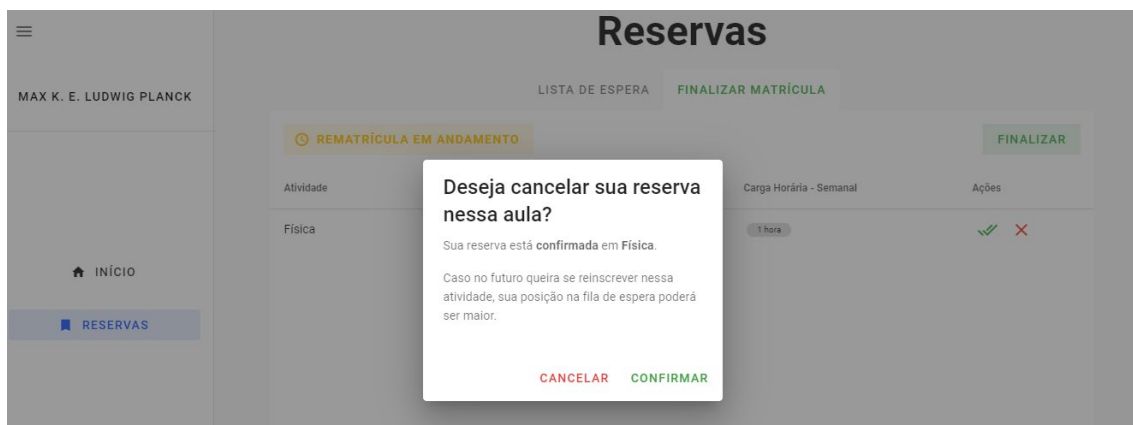 Reservas
MAX K. E. LUDWIG PLANCK
LISTA DE ESPERA
FINALIZAR MATRÍCULA
REMATRÍCULA EM ANDAMENTO
FINALIZAR
Atividade
Carga Horária - Semanal
Ações
Física
1 hora
INÍCIO
RESERVAS
Deseja cancelar sua reserva
nessa aula?
Sua reserva está confirmada em Física.
Caso no futuro queira se reinscrever nessa
atividade, sua posição na fila de espera poderá
ser maior.
CANCELAR
CONFIRMAR